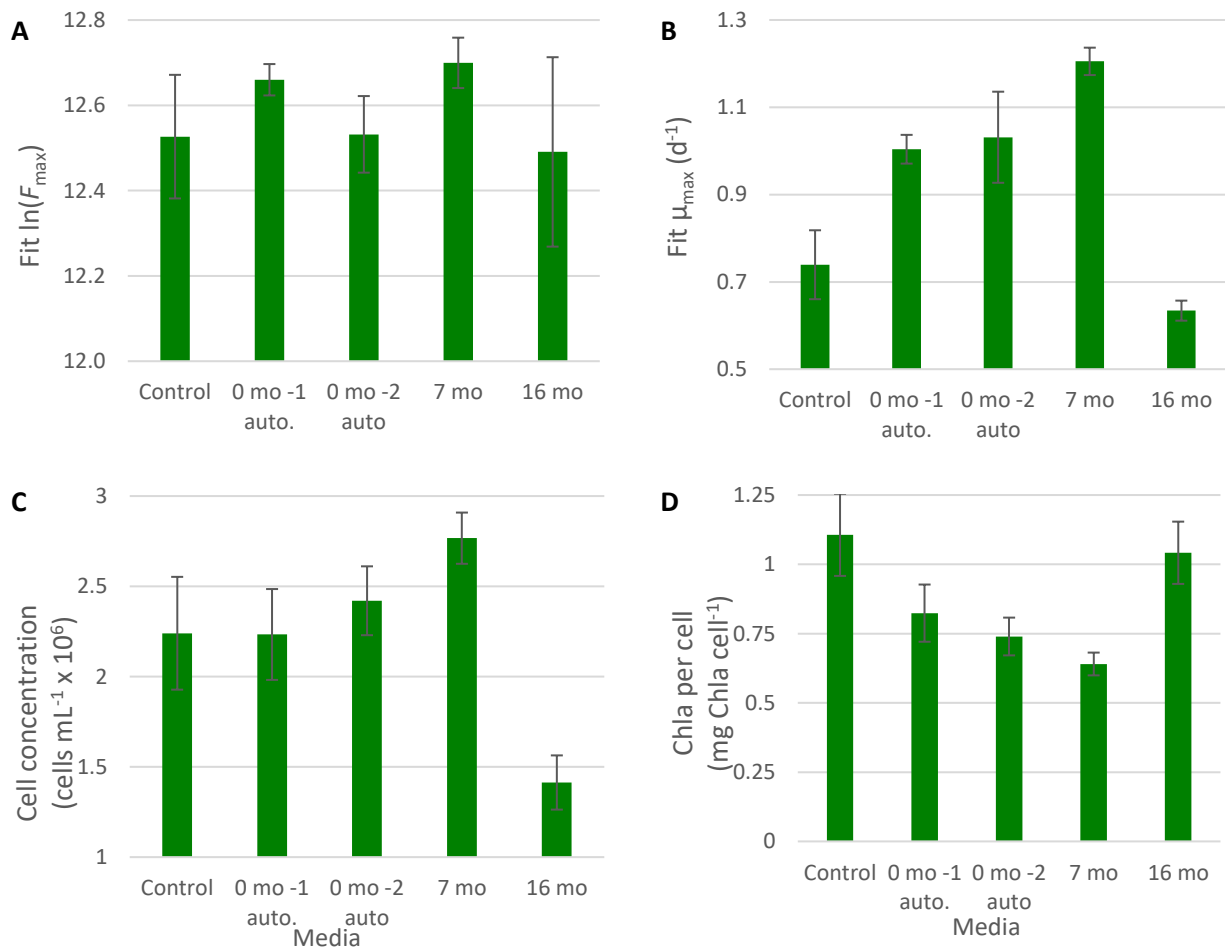 A
Fit ln(Fmax)
12.8
12.6
12.4
12.2
12.0
Control
0 mo -1 auto.
0 mo -2 auto
7 mo
16 mo
B
Fit µmax (d-1)
1.3
1.1
0.9
0.7
0.5
Control
0 mo -1 auto.
0 mo -2 auto
7 mo
16 mo
C
Cell concentration
(cells mL-1 x 106)
3
2.5
2
1.5
1
Control
0 mo -1 auto.
0 mo -2 auto
7 mo
16 mo
Media
D
Chla per cell
(mg Chla cell-1)
1.25
1
0.75
0.5
0.25
0
Control
0 mo -1 auto.
0 mo -2 auto
7 mo
16 mo
Media